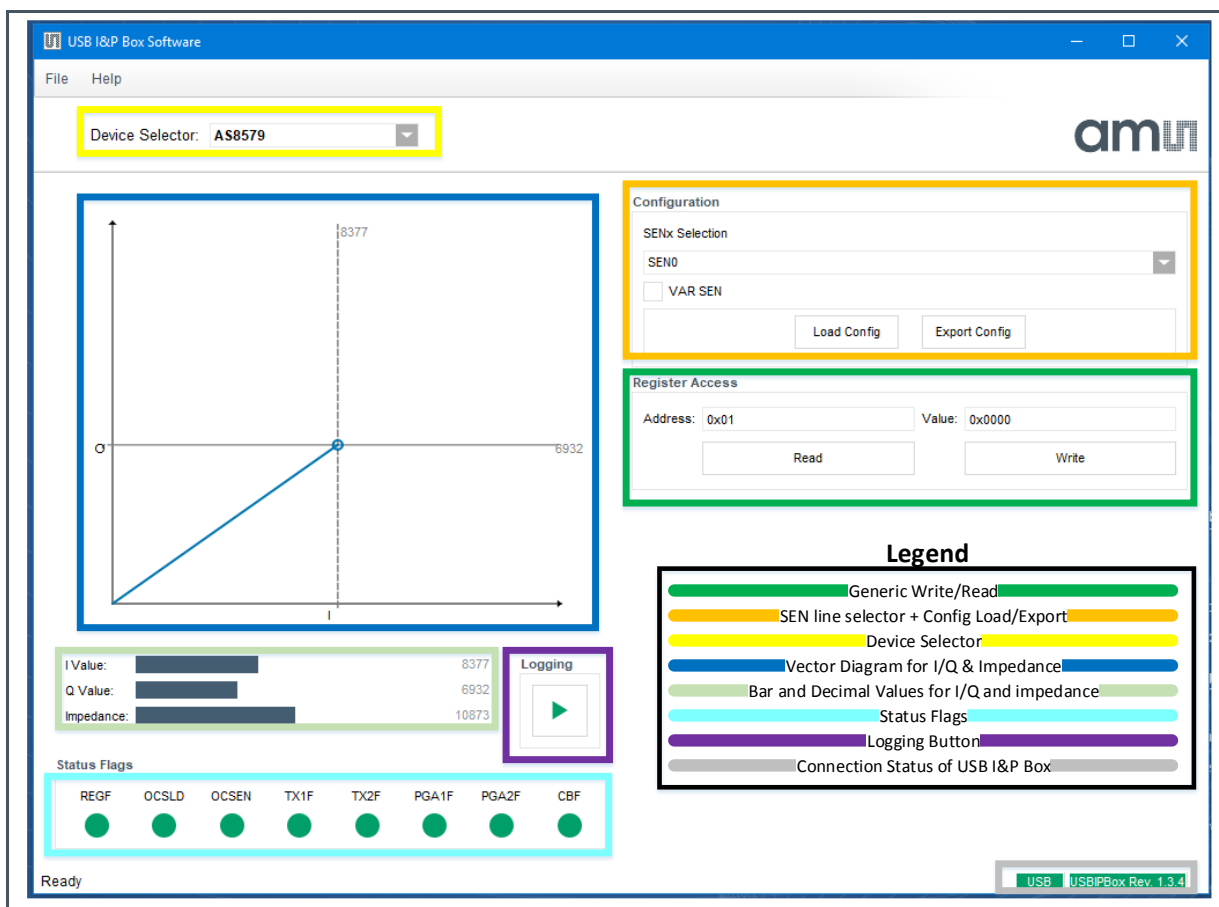 USB I&P Box Software
File Help
Device Selector: AS8579
am
8377
Q
6932
I
Configuration
SENx Selection
SEN0
VAR SEN
Load Config Export Config
Register Access
Address: 0x01 Value: 0x0000
Read Write
Legend
Generic Write/Read
SEN line selector + Config Load/Export
Device Selector
Vector Diagram for I/Q & Impedance
Bar and Decimal Values for I/Q and impedance
Status Flags
Logging Button
Connection Status of USB I&P Box
I Value: 8377
Q Value: 6932
Impedance: 10873
Logging
Status Flags
REGF OCSLD OCSEN TX1F TX2F PGA1F PGA2F CBF
Ready
USB USBIPBox Rev. 1.3.4